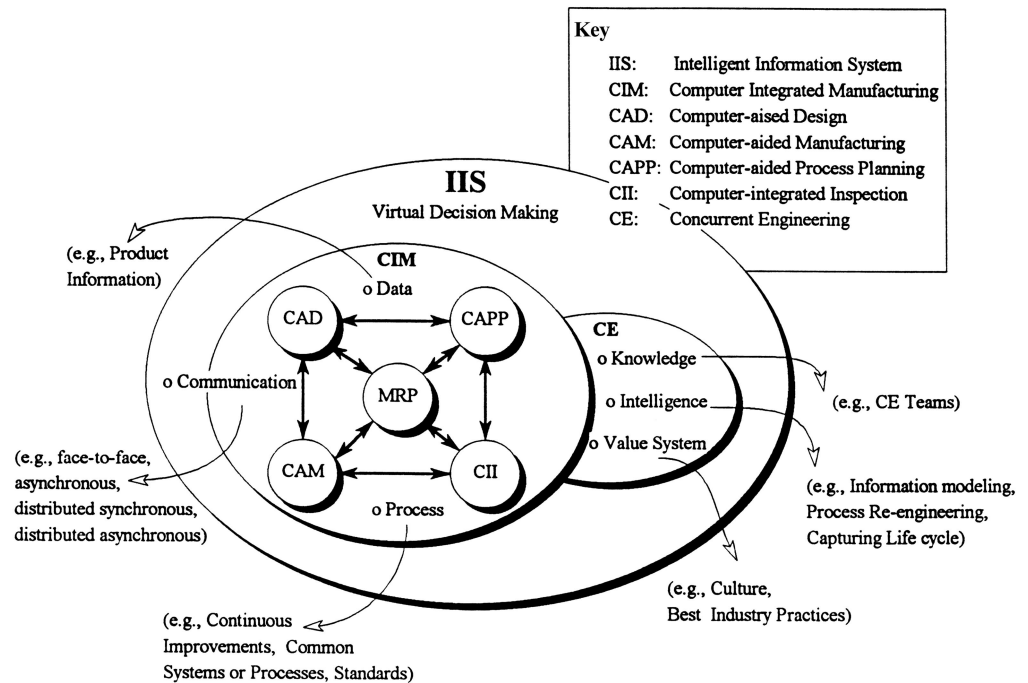 Key
IIS: Intelligent Information System
CIM: Computer Integrated Manufacturing
CAD: Computer-aised Design
CAM: Computer-aided Manufacturing
CAPP: Computer-aided Process Planning
CII: Computer-integrated Inspection
CE: Concurrent Engineering
IIS
Virtual Decision Making
(e.g., Product
Information)
CIM
o Data
CAD
CAPP
CE
o Knowledge
o Communication
MRP
o Intelligence
(e.g., CE Teams)
o Value System
(e.g., face-to-face,
asynchronous,
distributed synchronous,
distributed asynchronous)
CAM
CII
o Process
(e.g., Information modeling,
Process Re-engineering,
Capturing Life cycle)
(e.g., Culture,
Best Industry Practices)
(e.g., Continuous
Improvements, Common
Systems or Processes, Standards)